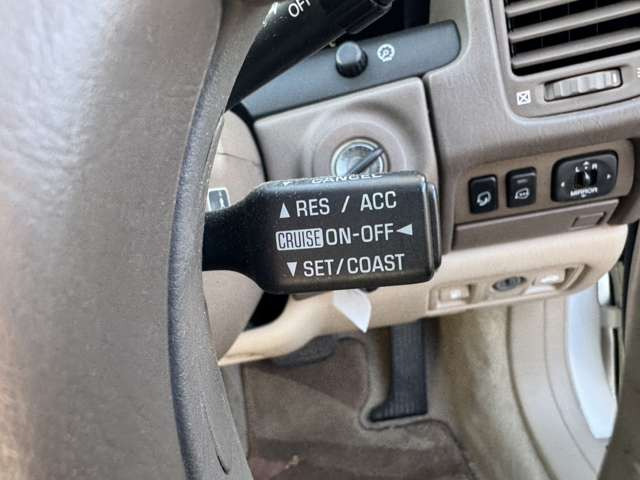 OFF
CANCEL
▲ RES / ACC
CRUISE ON-OFF ◀
▼ SET/COAST
L R
MIRROR